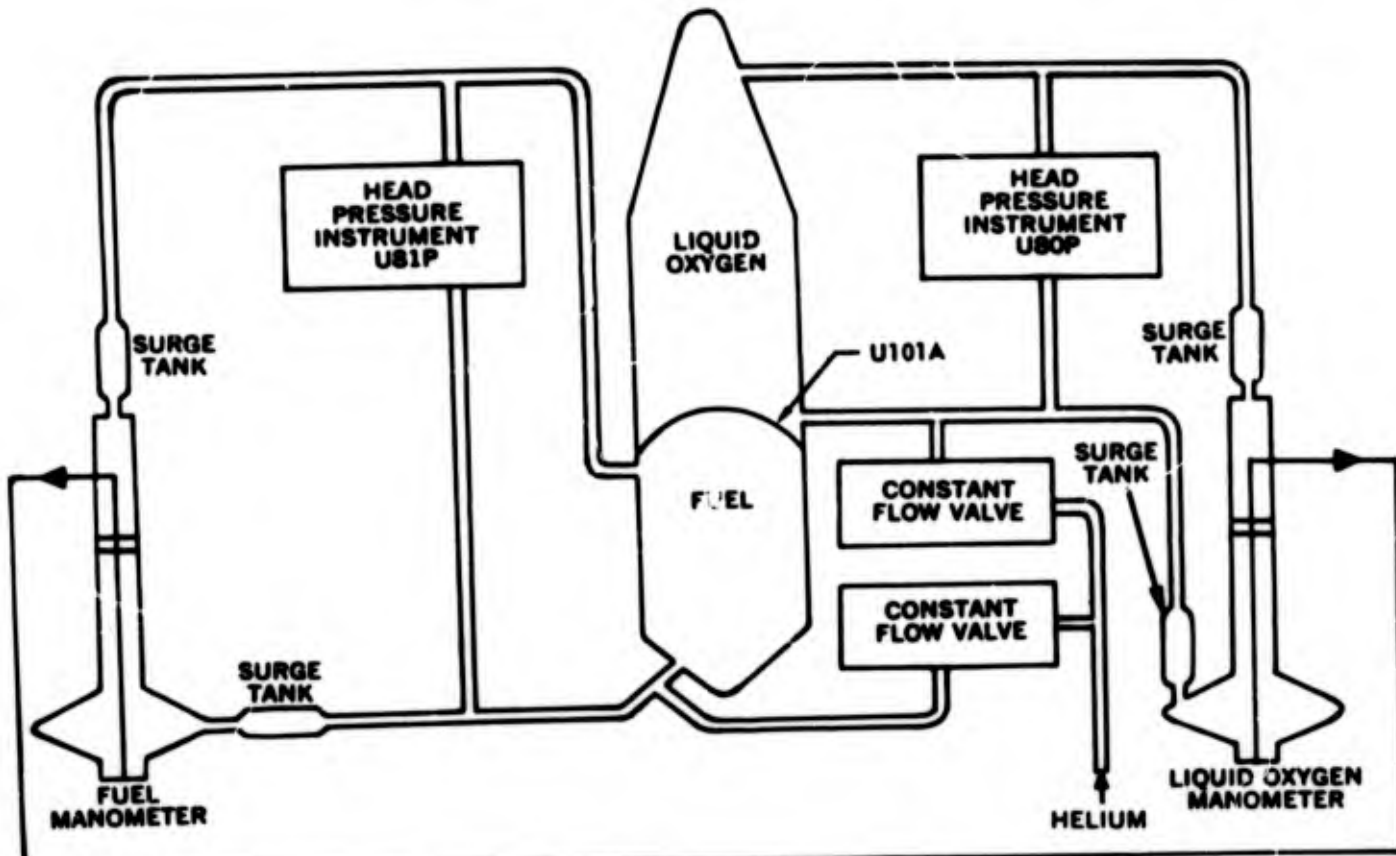 HEAD
PRESSURE
INSTRUMENT
U81P
LIQUID
OXYGEN
HEAD
PRESSURE
INSTRUMENT
U80P
SURGE
TANK
SURGE
TANK
U101A
SURGE
TANK
FUEL
CONSTANT
FLOW VALVE
CONSTANT
FLOW VALVE
SURGE
TANK
FUEL
MANOMETER
HELIUM
LIQUID OXYGEN
MANOMETER